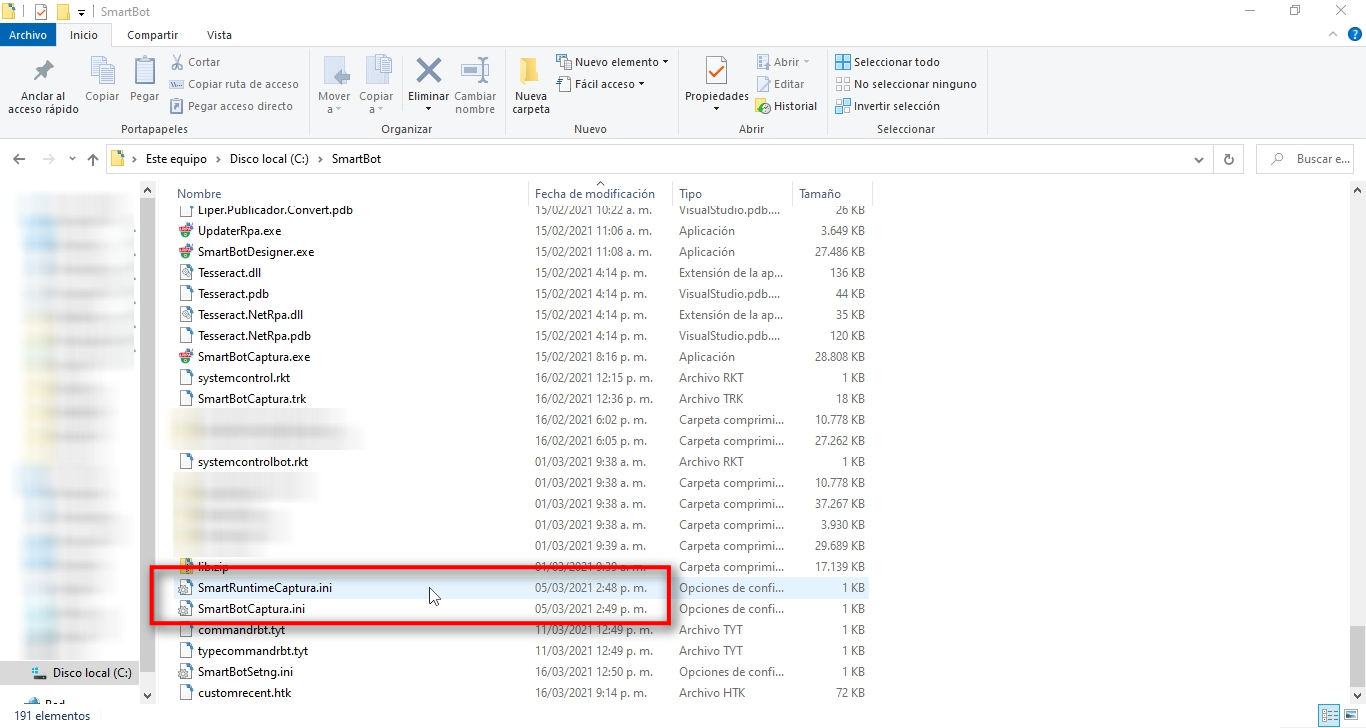 SmartBot
Archivo Inicio Compartir Vista
Anclar al acceso rápido
Copiar
Pegar
Cortar
Copiar ruta de acceso
Pegar acceso directo
Portapapeles
Mover a
Copiar a
Eliminar
Cambiar nombre
Organizar
Nueva carpeta
Nuevo elemento
Fácil acceso
Nuevo
Propiedades
Abrir
Editar
Historial
Abrir
Seleccionar todo
No seleccionar ninguno
Invertir selección
Seleccionar
Este equipo › Disco local (C:) › SmartBot
Buscar e...
Nombre Fecha de modificación Tipo Tamaño
Liper.Publicador.Convert.pdb 15/02/2021 10:22 a. m. VisualStudio.pdb.... 26 KB
UpdaterRpa.exe 15/02/2021 11:06 a. m. Aplicación 3.649 KB
SmartBotDesigner.exe 15/02/2021 11:08 a. m. Aplicación 27.486 KB
Tesseract.dll 15/02/2021 4:14 p. m. Extensión de la ap... 136 KB
Tesseract.pdb 15/02/2021 4:14 p. m. VisualStudio.pdb.... 44 KB
Tesseract.NetRpa.dll 15/02/2021 4:14 p. m. Extensión de la ap... 35 KB
Tesseract.NetRpa.pdb 15/02/2021 4:14 p. m. VisualStudio.pdb.... 120 KB
SmartBotCaptura.exe 15/02/2021 8:16 p. m. Aplicación 28.808 KB
systemcontrol.rkt 16/02/2021 12:15 p. m. Archivo RKT 1 KB
SmartBotCaptura.trk 16/02/2021 12:36 p. m. Archivo TRK 18 KB
16/02/2021 6:02 p. m. Carpeta comprimi... 10.778 KB
16/02/2021 6:05 p. m. Carpeta comprimi... 27.262 KB
systemcontrolbot.rkt 01/03/2021 9:38 a. m. Archivo RKT 1 KB
01/03/2021 9:38 a. m. Carpeta comprimi... 10.778 KB
01/03/2021 9:38 a. m. Carpeta comprimi... 37.267 KB
01/03/2021 9:38 a. m. Carpeta comprimi... 3.930 KB
01/03/2021 9:39 a. m. Carpeta comprimi... 29.689 KB
lib.zip 01/03/2021 9:39 a. m. Carpeta comprimi... 17.139 KB
SmartRuntimeCaptura.ini 05/03/2021 2:48 p. m. Opciones de confi... 1 KB
SmartBotCaptura.ini 05/03/2021 2:49 p. m. Opciones de confi... 1 KB
commandrbt.tyt 11/03/2021 12:49 p. m. Archivo TYT 1 KB
typecommandrbt.tyt 11/03/2021 12:49 p. m. Archivo TYT 1 KB
SmartBotSetng.ini 16/03/2021 12:50 p. m. Opciones de confi... 1 KB
customrecent.htk 16/03/2021 9:14 p. m. Archivo HTK 72 KB
Disco local (C:)
Red
191 elementos